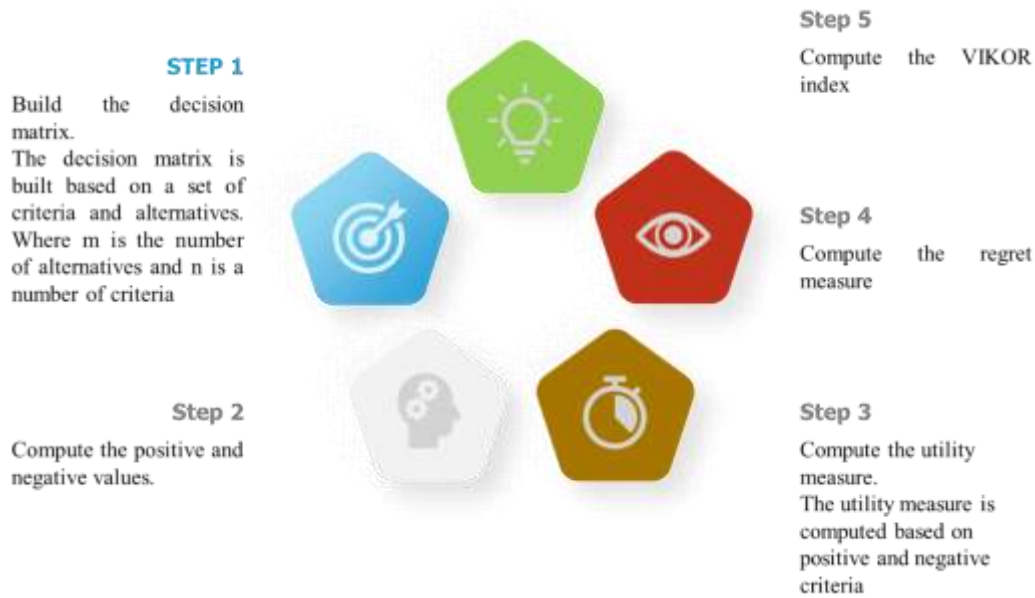 STEP 1
Build the decision
matrix.
The decision matrix is
built based on a set of
criteria and alternatives.
Where m is the number
of alternatives and n is a
number of criteria
Step 2
Compute the positive and
negative values.
Step 3
Compute the utility
measure.
The utility measure is
computed based on
positive and negative
criteria
Step 4
Compute the regret
measure
Step 5
Compute the VIKOR
index